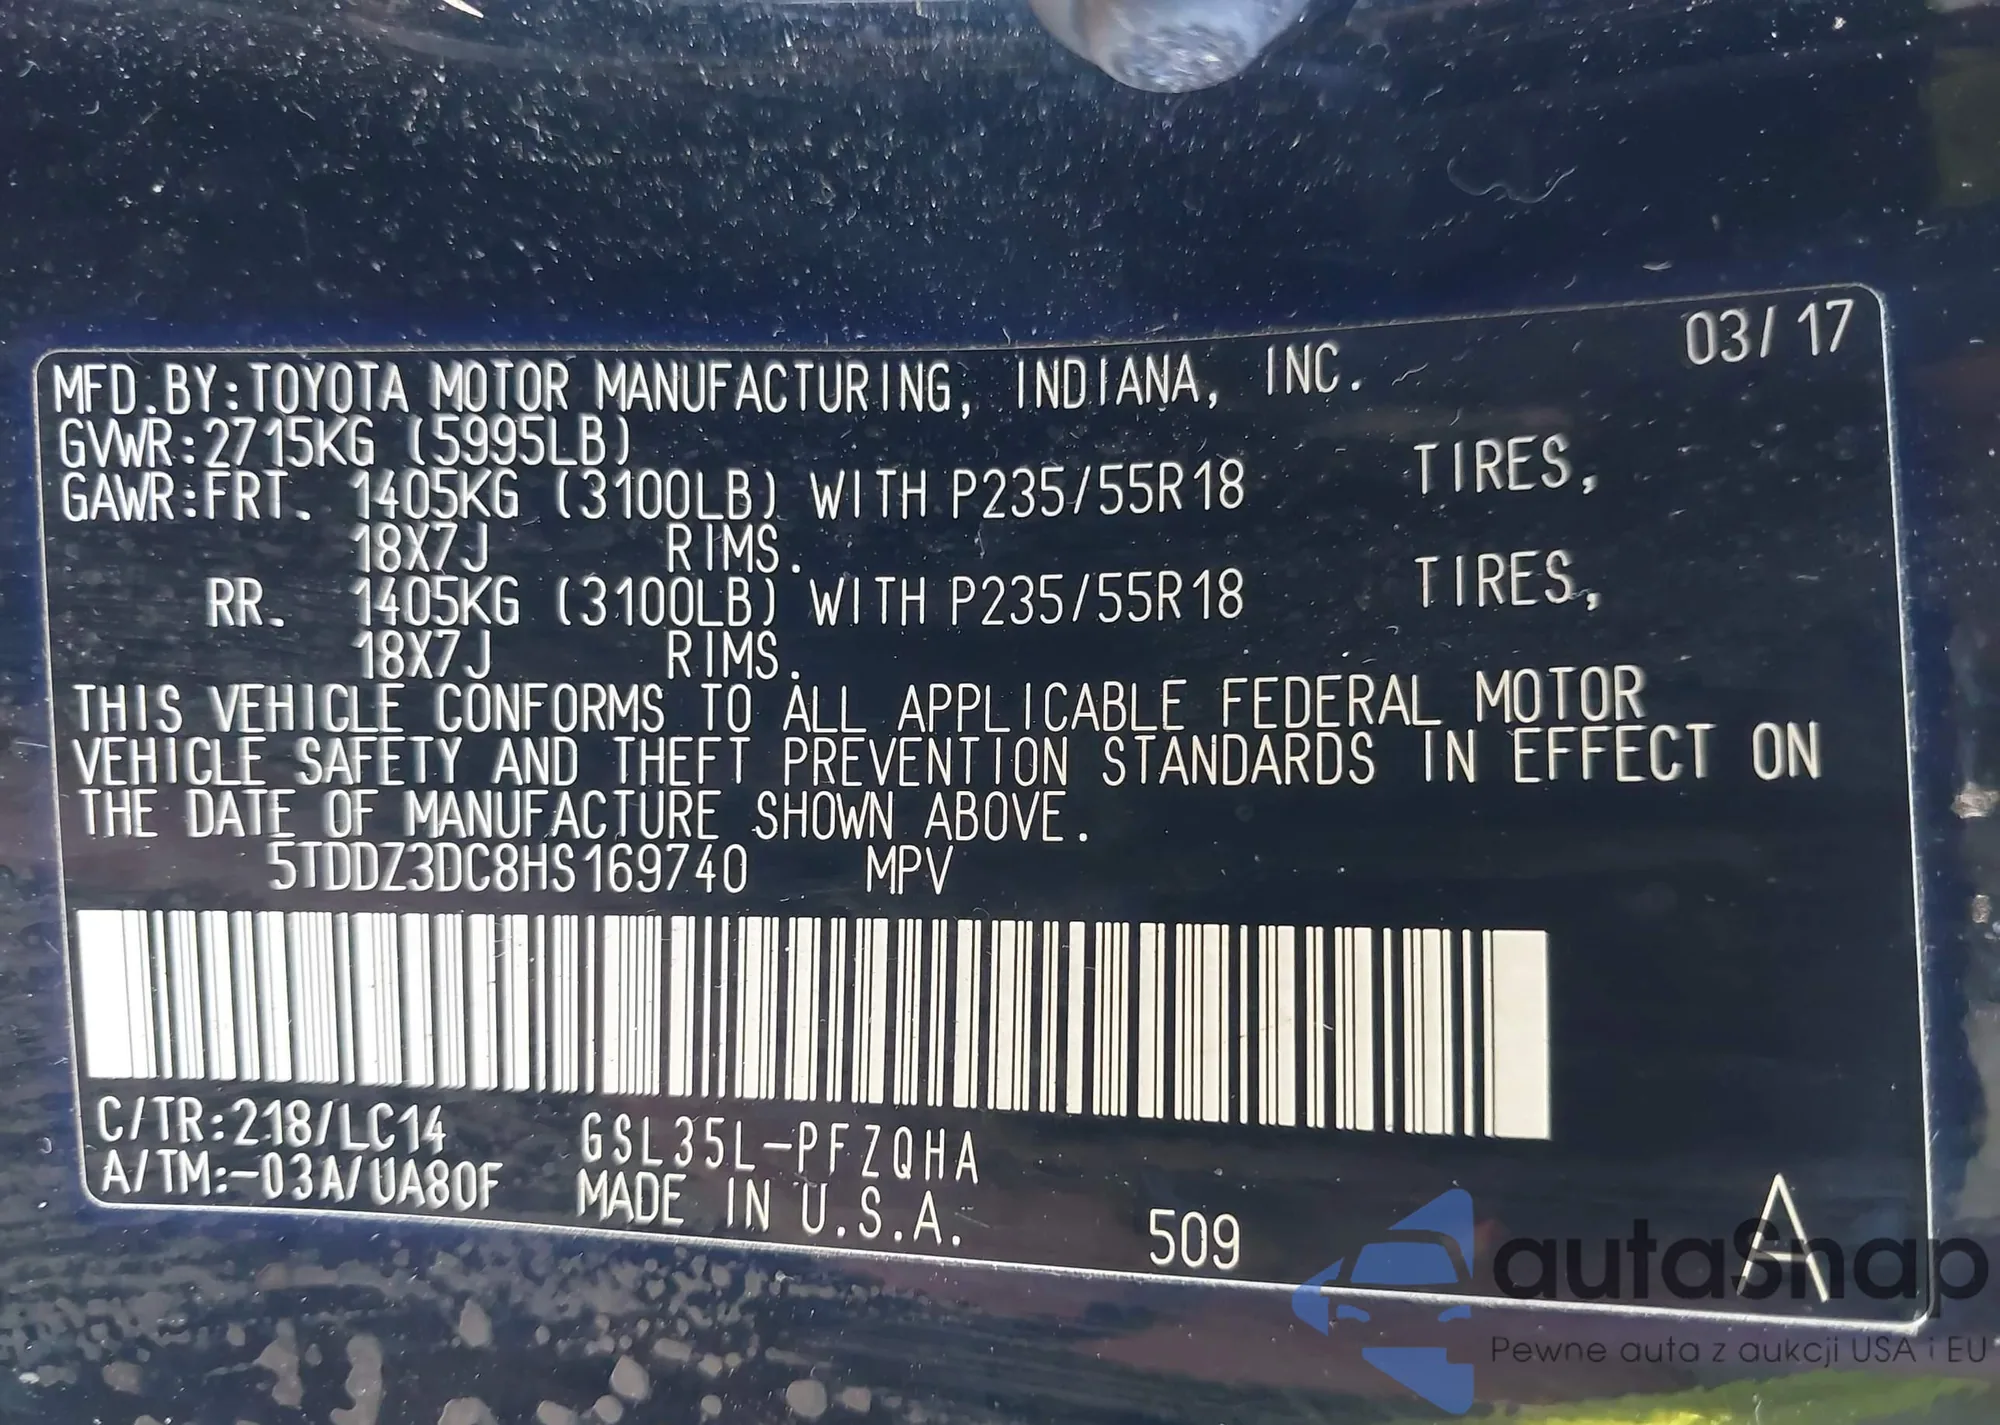 03/17
MFD.BY:TOYOTA MOTOR MANUFACTURING, INDIANA, INC.
GVWR:2715KG (5995LB)
GAWR:FRT. 1405KG (3100LB) WITH P235/55R18 TIRES,
18X7J RIMS.
RR. 1405KG (3100LB) WITH P235/55R18 TIRES,
18X7J RIMS.
THIS VEHICLE CONFORMS TO ALL APPLICABLE FEDERAL MOTOR
VEHICLE SAFETY AND THEFT PREVENTION STANDARDS IN EFFECT ON
THE DATE OF MANUFACTURE SHOWN ABOVE.
5TDDZ3DC8HS169740 MPV
C/TR:218/LC14 GSL35L-PFZQHA
A/TM:-03A/UA80F MADE IN U.S.A. 509 A
autaSnap
Pewne auta z aukcji USA i EU